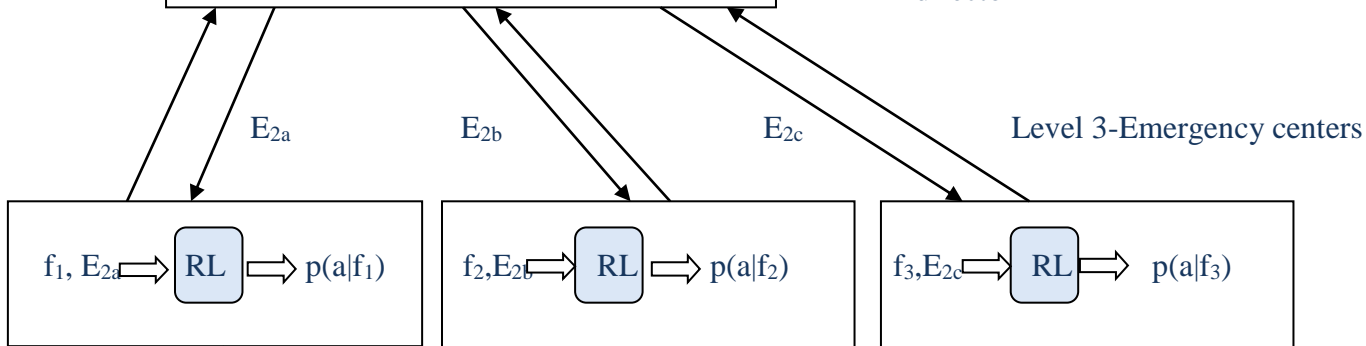 E2a E2b E2c Level 3-Emergency centers
f1, E2a RL p(a|f1) f2,E2b RL p(a|f2) f3,E2c RL p(a|f3)